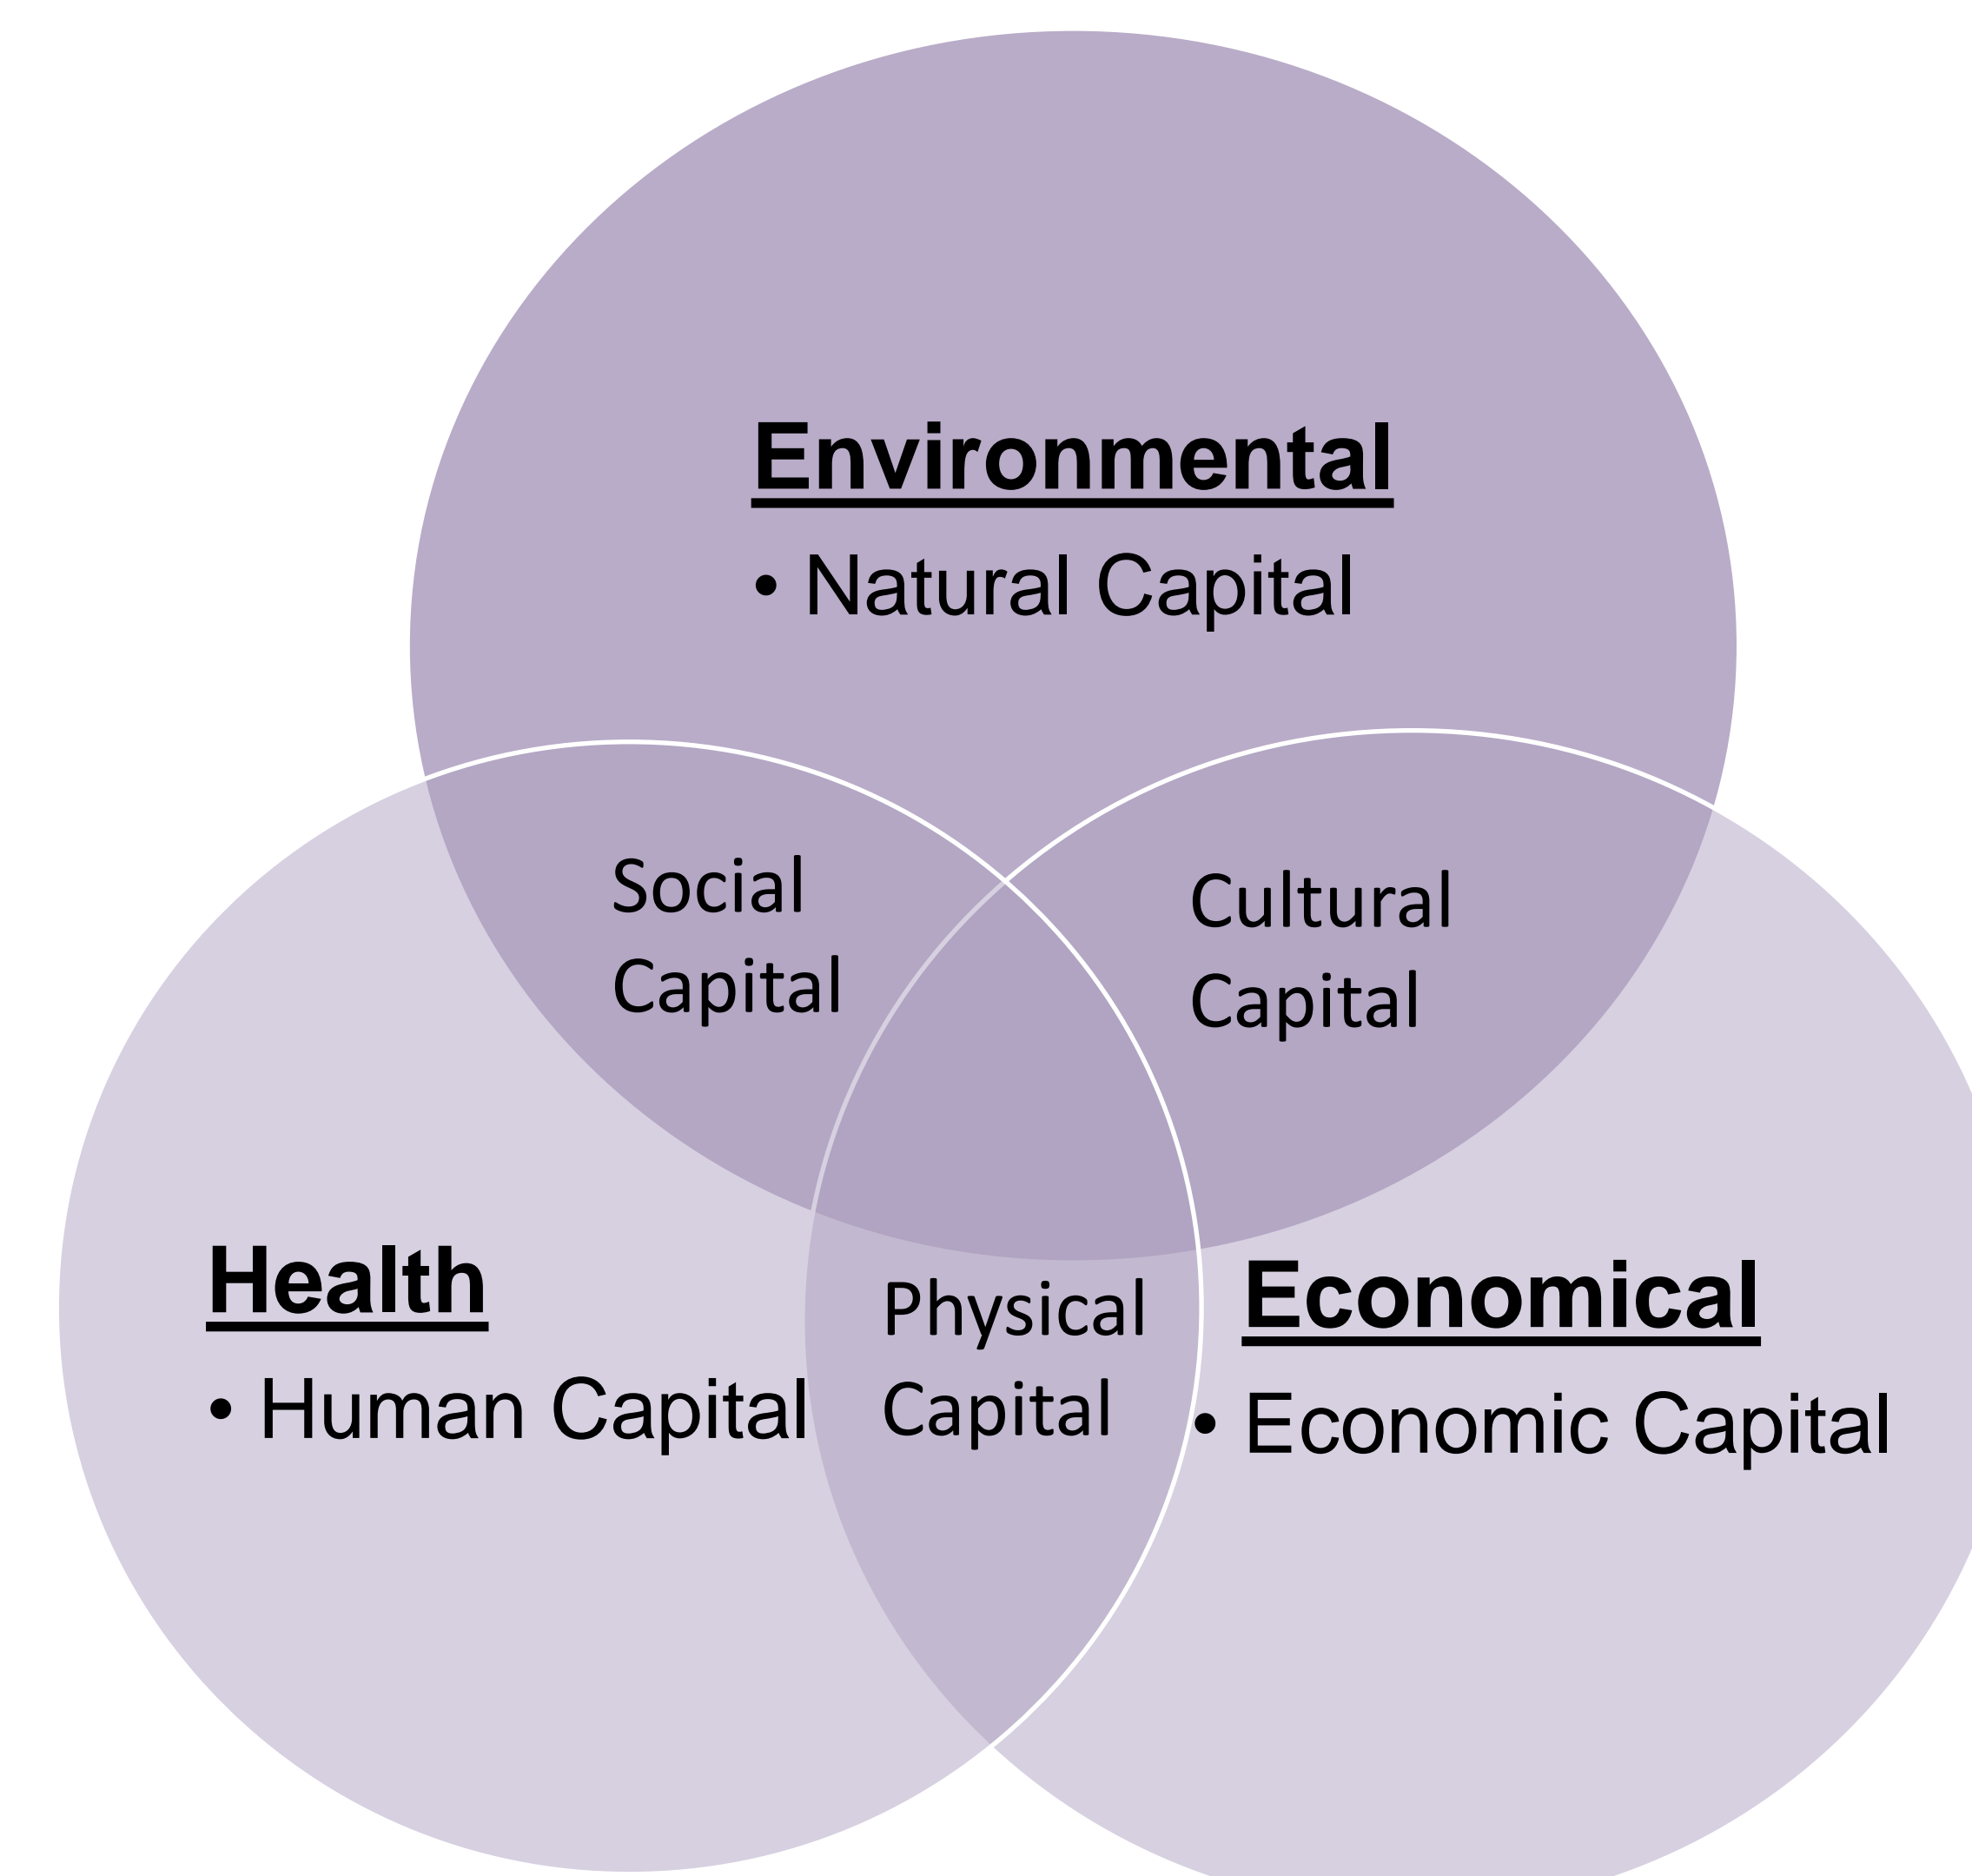 Environmental
• Natural Capital
Social
Capital
Cultural
Capital
Health
• Human Capital
Physical
Capital
Economical
• Economic Capital